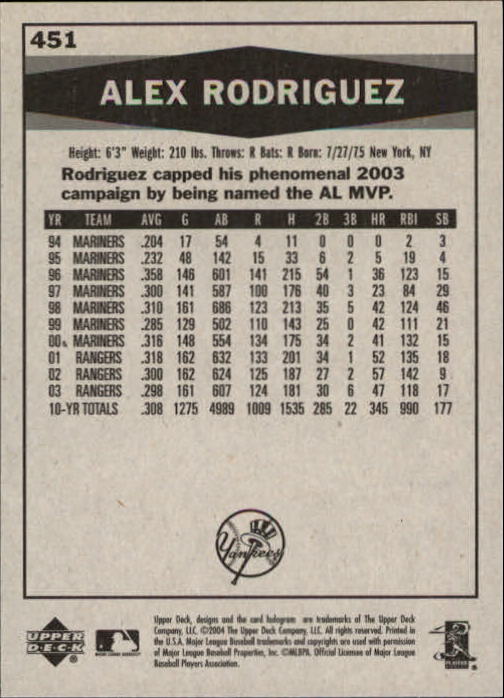 451
ALEX RODRIGUEZ
Height: 6'3" Weight: 210 lbs. Throws: R Bats: R Born: 7/27/75 New York, NY
Rodriguez capped his phenomenal 2003
campaign by being named the AL MVP.
YR TEAM AVG G AB R H 2B 3B HR RBI SB
94 MARINERS .204 17 54 4 11 0 0 0 2 3
95 MARINERS .232 48 142 15 33 6 2 5 19 4
96 MARINERS .358 146 601 141 215 54 1 36 123 15
97 MARINERS .300 141 587 100 176 40 3 23 84 29
98 MARINERS .310 161 686 123 213 35 5 42 124 46
99 MARINERS .285 129 502 110 143 25 0 42 111 21
00 MARINERS .316 148 554 134 175 34 2 41 132 15
01 RANGERS .318 162 632 133 201 34 1 52 135 18
02 RANGERS .300 162 624 125 187 27 2 57 142 9
03 RANGERS .298 161 607 124 181 30 6 47 118 17
10-YR TOTALS .308 1275 4989 1009 1535 285 22 345 990 177
Yankees
Upper Deck, designs and the card hologram are trademarks of The Upper Deck
Company, LLC. ©2004 The Upper Deck Company, LLC. All rights reserved. Printed in
the U.S.A. Major League Baseball trademarks and copyrights are used with permission
of Major League Baseball Properties, Inc. ©MLBPA. Official Licensee of Major League
Baseball Players Association.
UPPER
DECK